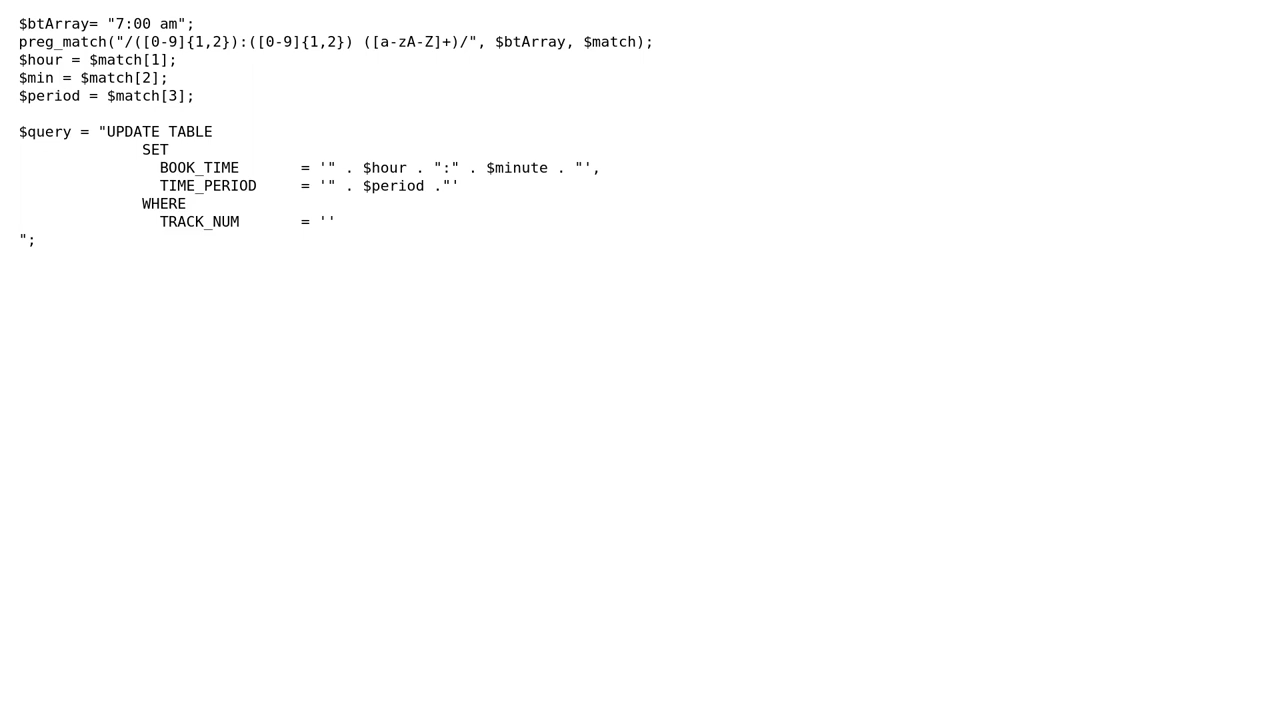 $btArray= "7:00 am";
preg_match("/([0-9]{1,2}):([0-9]{1,2}) ([a-zA-Z]+)/", $btArray, $match);
$hour = $match[1];
$min = $match[2];
$period = $match[3];

$query = "UPDATE TABLE
              SET
                BOOK_TIME       = '" . $hour . ":" . $minute . "',
                TIME_PERIOD     = '" . $period ."'
              WHERE
                TRACK_NUM       = ''
";